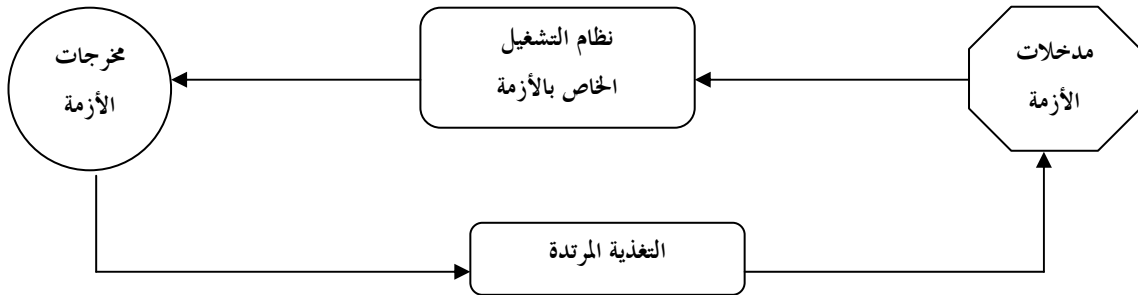 مدخلات
الأزمة
نظام التشغيل
الخاص بالأزمة
مخرجات
الأزمة
التغذية المرتدة